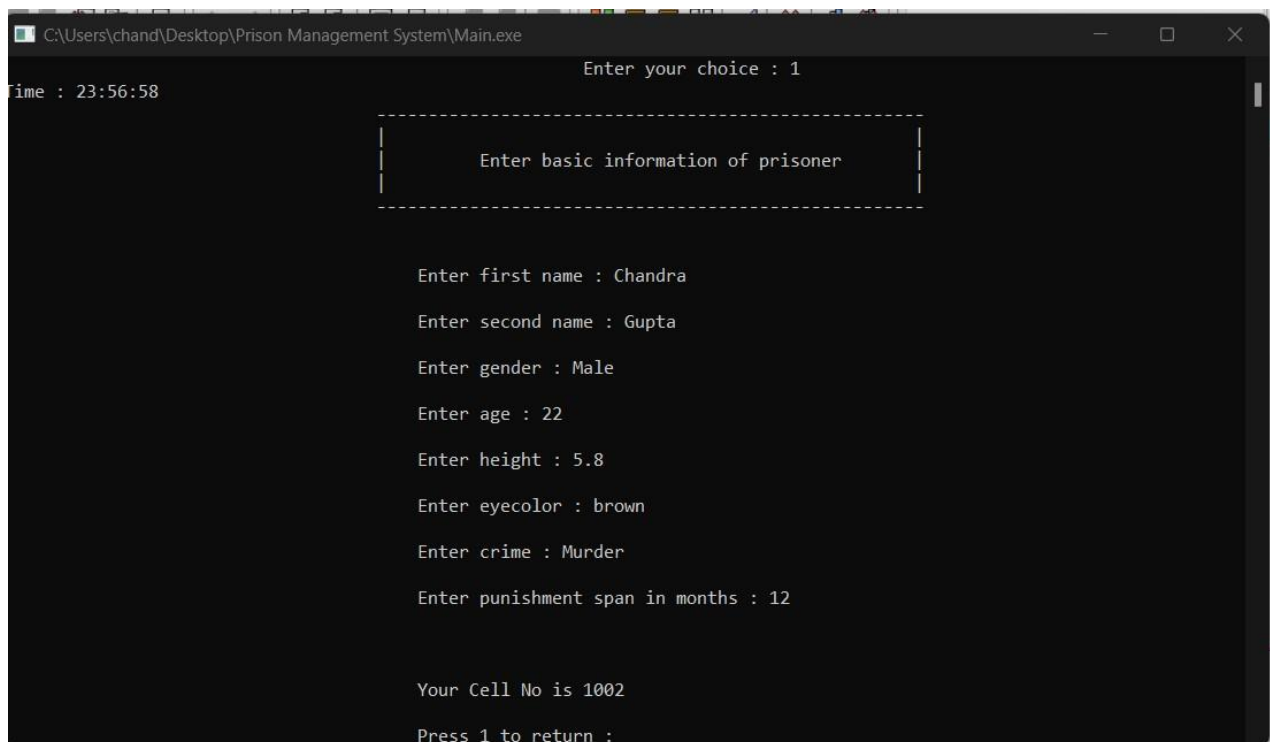 C:\Users\chand\Desktop\Prison Management System\Main.exe
Enter your choice : 1
Time : 23:56:58
Enter basic information of prisoner
Enter first name : Chandra
Enter second name : Gupta
Enter gender : Male
Enter age : 22
Enter height : 5.8
Enter eyecolor : brown
Enter crime : Murder
Enter punishment span in months : 12
Your Cell No is 1002
Press 1 to return :